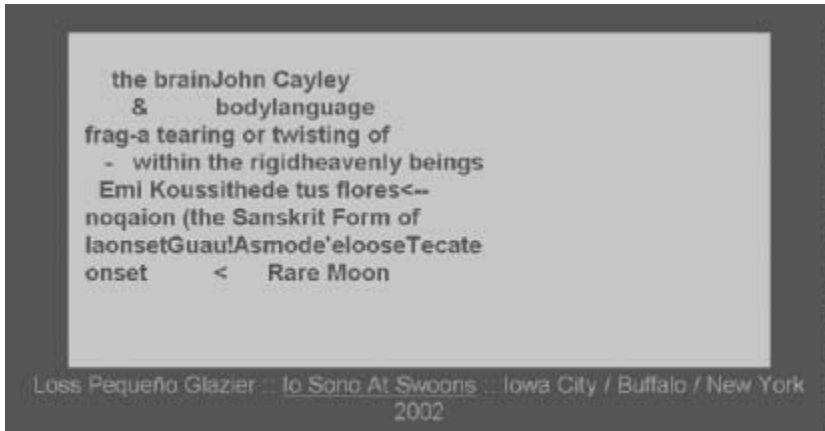 the brainJohn Cayley
& bodylanguage
frag-a tearing or twisting of
- within the rigidheavenly beings
Emi Koussithede tus flores<--
noqaion (the Sanskrit Form of
laonsetGuau!Asmode'elooseTecate
onset < Rare Moon
Loss Pequeño Glazier :: Io Sono At Swoons :: Iowa City / Buffalo / New York
2002